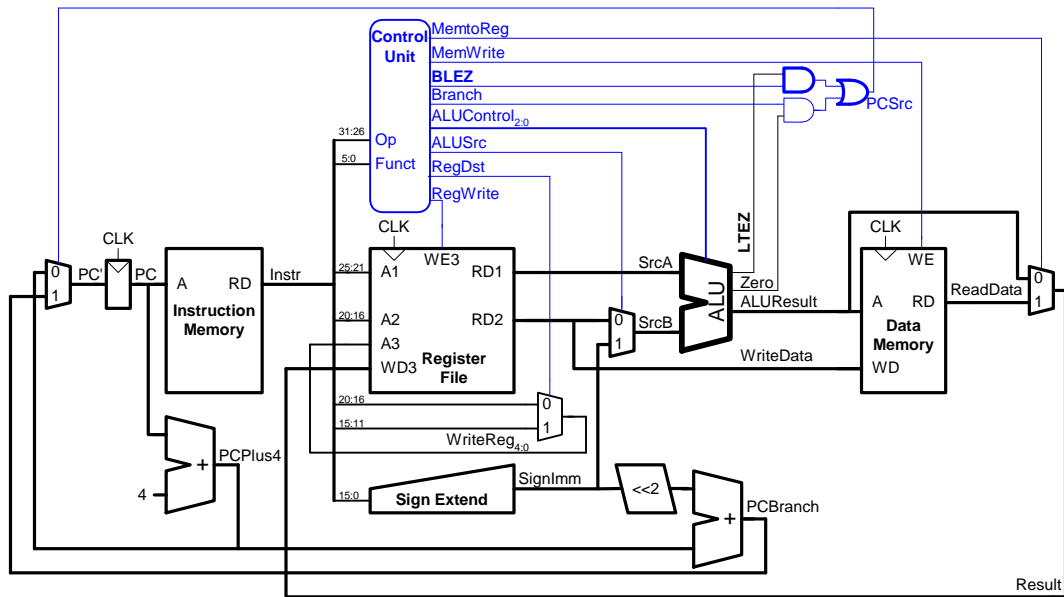 MemtoReg
Control
Unit
MemWrite
BLEZ
Branch
PCSrc
ALUControl2:0
31:26
Op
ALUSrc
5:0
Funct
RegDst
RegWrite
CLK
CLK
CLK
LTEZ
0
1
PC'
PC
A
RD
Instr
Instruction
Memory
25:21
A1
WE3
RD1
SrcA
Zero
ALU
ALUResult
WE
A
RD
ReadData
0
1
20:16
A2
RD2
0
SrcB
1
A3
Data
Memory
WD3
Register
File
WriteData
WD
20:16
0
15:11
1
WriteReg4:0
PCPlus4
+
4
SignImm
15:0
Sign Extend
<<2
+
PCBranch
Result